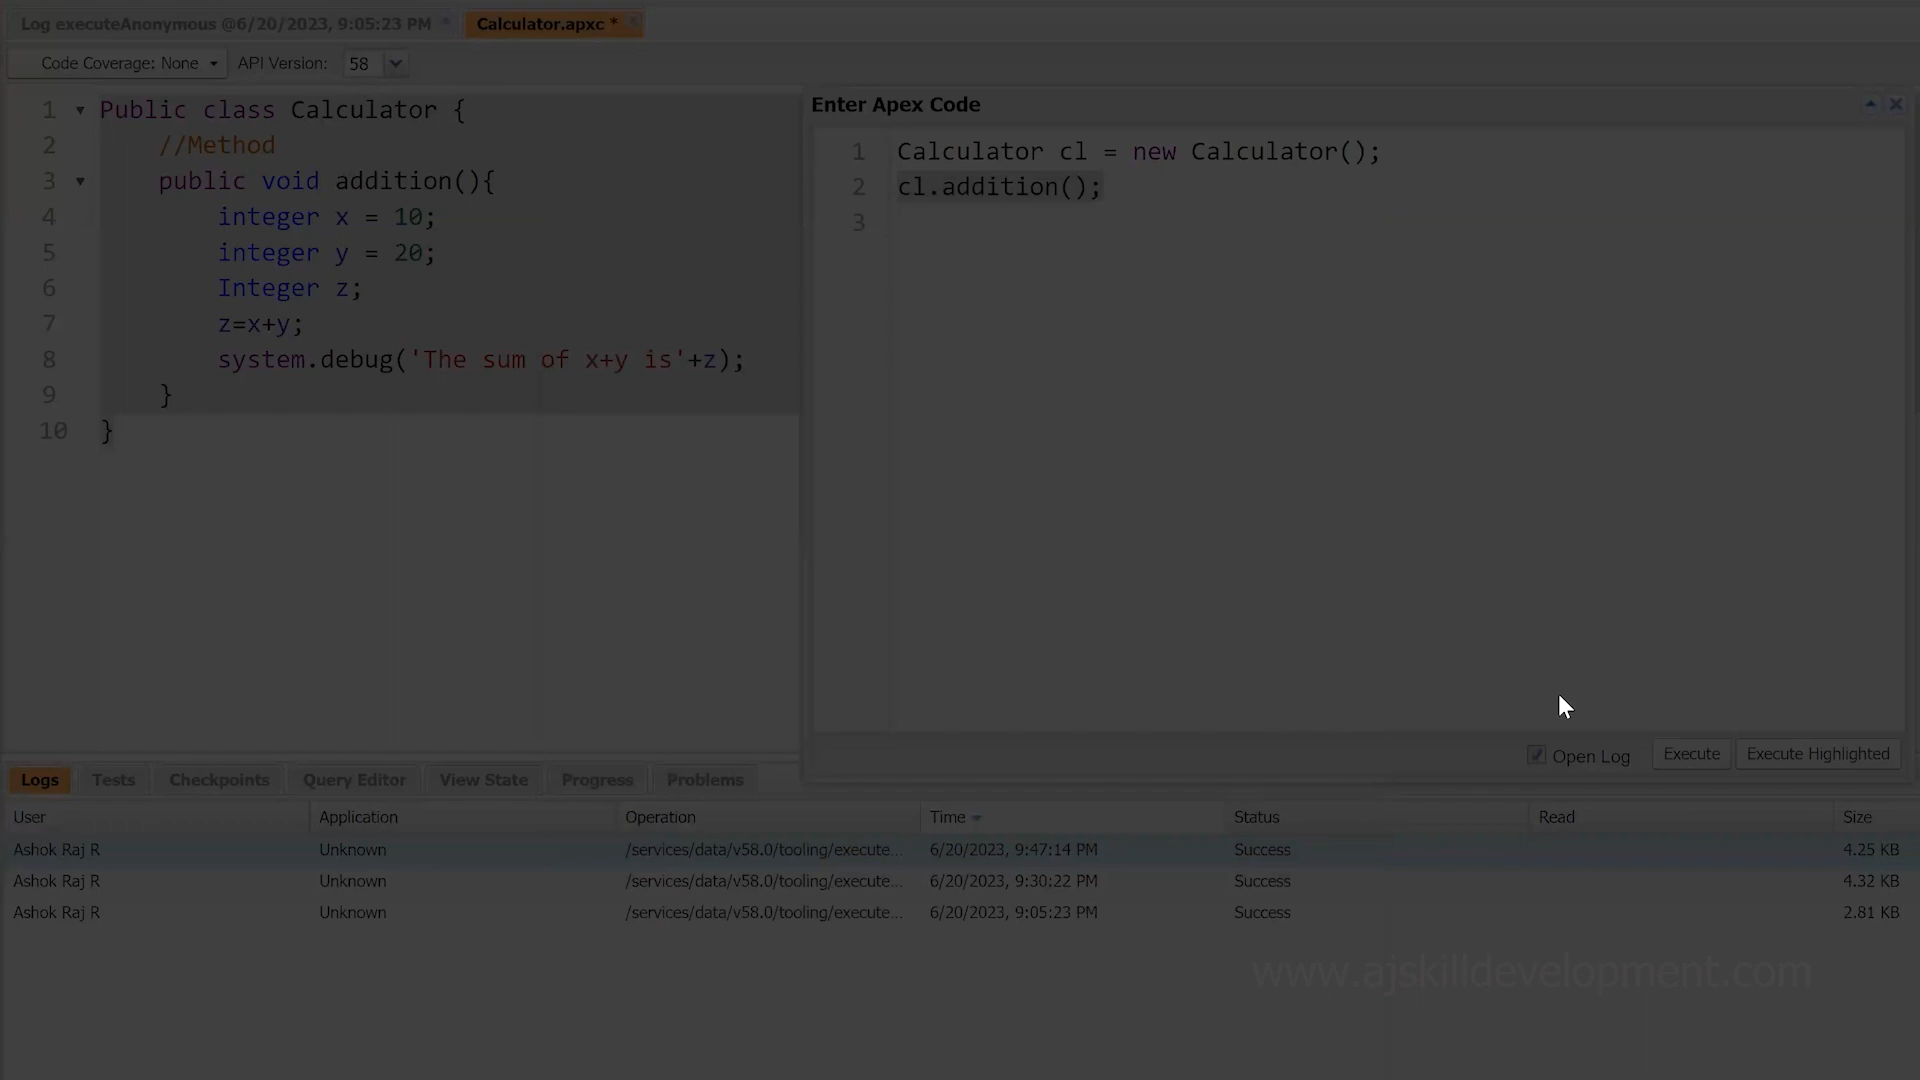 Log executeAnonymous @6/20/2023, 9:05:23 PM
Calculator.apxc *
Code Coverage: None
API Version: 58
1 Public class Calculator {
2 //Method
3 public void addition(){
4 integer x = 10;
5 integer y = 20;
6 Integer z;
7 z=x+y;
8 system.debug('The sum of x+y is'+z);
9 }
10 }
Enter Apex Code
1 Calculator cl = new Calculator();
2 cl.addition();
3
Open Log Execute Execute Highlighted
Logs Tests Checkpoints Query Editor View State Progress Problems
User Application Operation Time Status Read Size
Ashok Raj R Unknown /services/data/v58.0/tooling/execute... 6/20/2023, 9:47:14 PM Success 4.25 KB
Ashok Raj R Unknown /services/data/v58.0/tooling/execute... 6/20/2023, 9:30:22 PM Success 4.32 KB
Ashok Raj R Unknown /services/data/v58.0/tooling/execute... 6/20/2023, 9:05:23 PM Success 2.81 KB
www.ajskilldevelopment.com